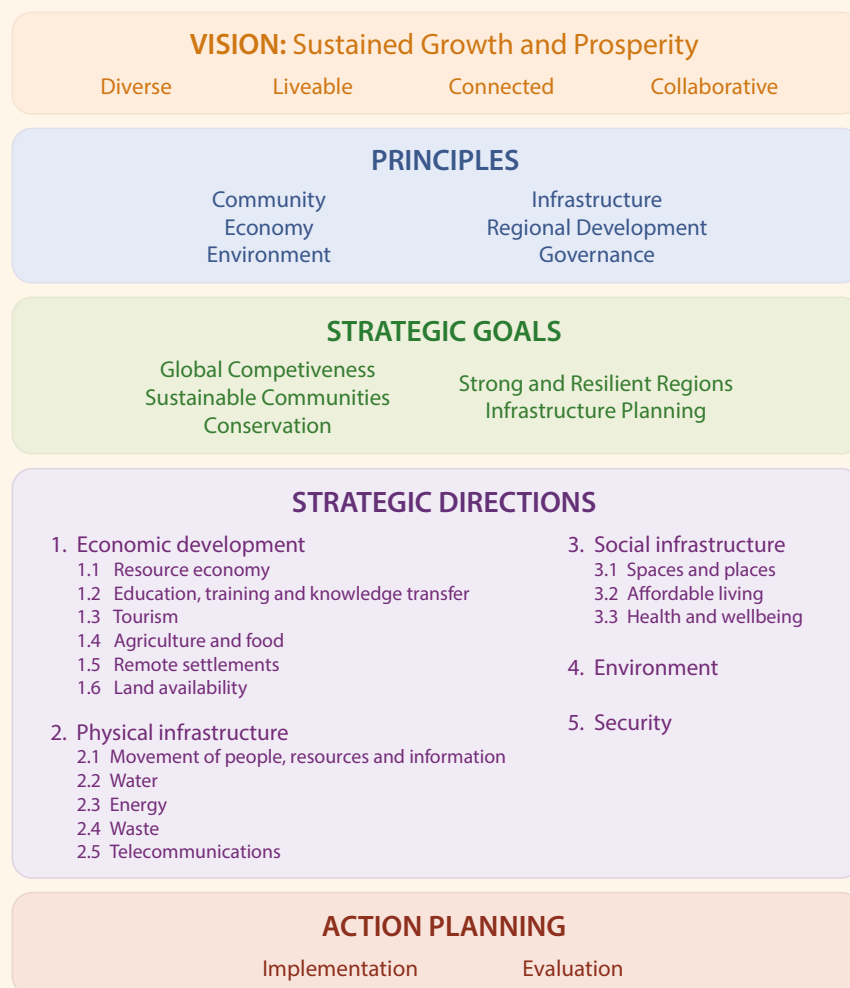 VISION: Sustained Growth and Prosperity
Diverse Liveable Connected Collaborative
PRINCIPLES
Community
Economy
Environment
Infrastructure
Regional Development
Governance
STRATEGIC GOALS
Global Competiveness
Sustainable Communities
Conservation
Strong and Resilient Regions
Infrastructure Planning
STRATEGIC DIRECTIONS
1. Economic development
1.1 Resource economy
1.2 Education, training and knowledge transfer
1.3 Tourism
1.4 Agriculture and food
1.5 Remote settlements
1.6 Land availability
2. Physical infrastructure
2.1 Movement of people, resources and information
2.2 Water
2.3 Energy
2.4 Waste
2.5 Telecommunications
3. Social infrastructure
3.1 Spaces and places
3.2 Affordable living
3.3 Health and wellbeing
4. Environment
5. Security
ACTION PLANNING
Implementation Evaluation